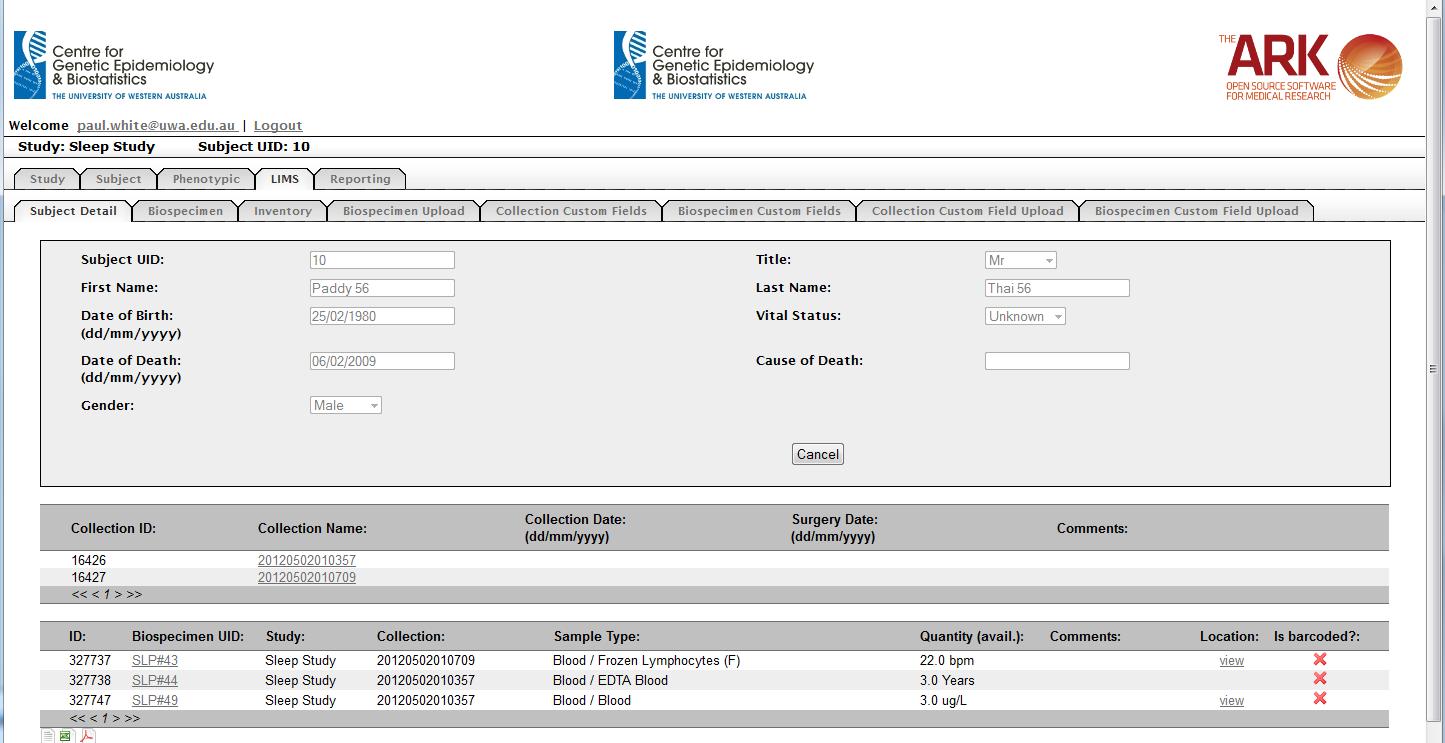 Centre for
Genetic Epidemiology
& Biostatistics
THE UNIVERSITY OF WESTERN AUSTRALIA
Centre for
Genetic Epidemiology
& Biostatistics
THE UNIVERSITY OF WESTERN AUSTRALIA
THE ARK
OPEN SOURCE SOFTWARE
FOR MEDICAL RESEARCH
Welcome paul.white@uwa.edu.au | Logout
Study: Sleep Study Subject UID: 10
Study Subject Phenotypic LIMS Reporting
Subject Detail Biospecimen Inventory Biospecimen Upload Collection Custom Fields Biospecimen Custom Fields Collection Custom Field Upload Biospecimen Custom Field Upload
Subject UID: 10 Title: Mr
First Name: Paddy 56 Last Name: Thai 56
Date of Birth: 25/02/1980 Vital Status: Unknown
(dd/mm/yyyy)
Date of Death: 06/02/2009 Cause of Death:
(dd/mm/yyyy)
Gender: Male
Cancel
Collection ID: Collection Name: Collection Date: Surgery Date: Comments:
(dd/mm/yyyy) (dd/mm/yyyy)
16426 20120502010357
16427 20120502010709
<< < 1 > >>
ID: Biospecimen UID: Study: Collection: Sample Type: Quantity (avail.): Comments: Location: Is barcoded?:
327737 SLP#43 Sleep Study 20120502010709 Blood / Frozen Lymphocytes (F) 22.0 bpm view
327738 SLP#44 Sleep Study 20120502010357 Blood / EDTA Blood 3.0 Years
327747 SLP#49 Sleep Study 20120502010357 Blood / Blood 3.0 ug/L view
<< < 1 > >>